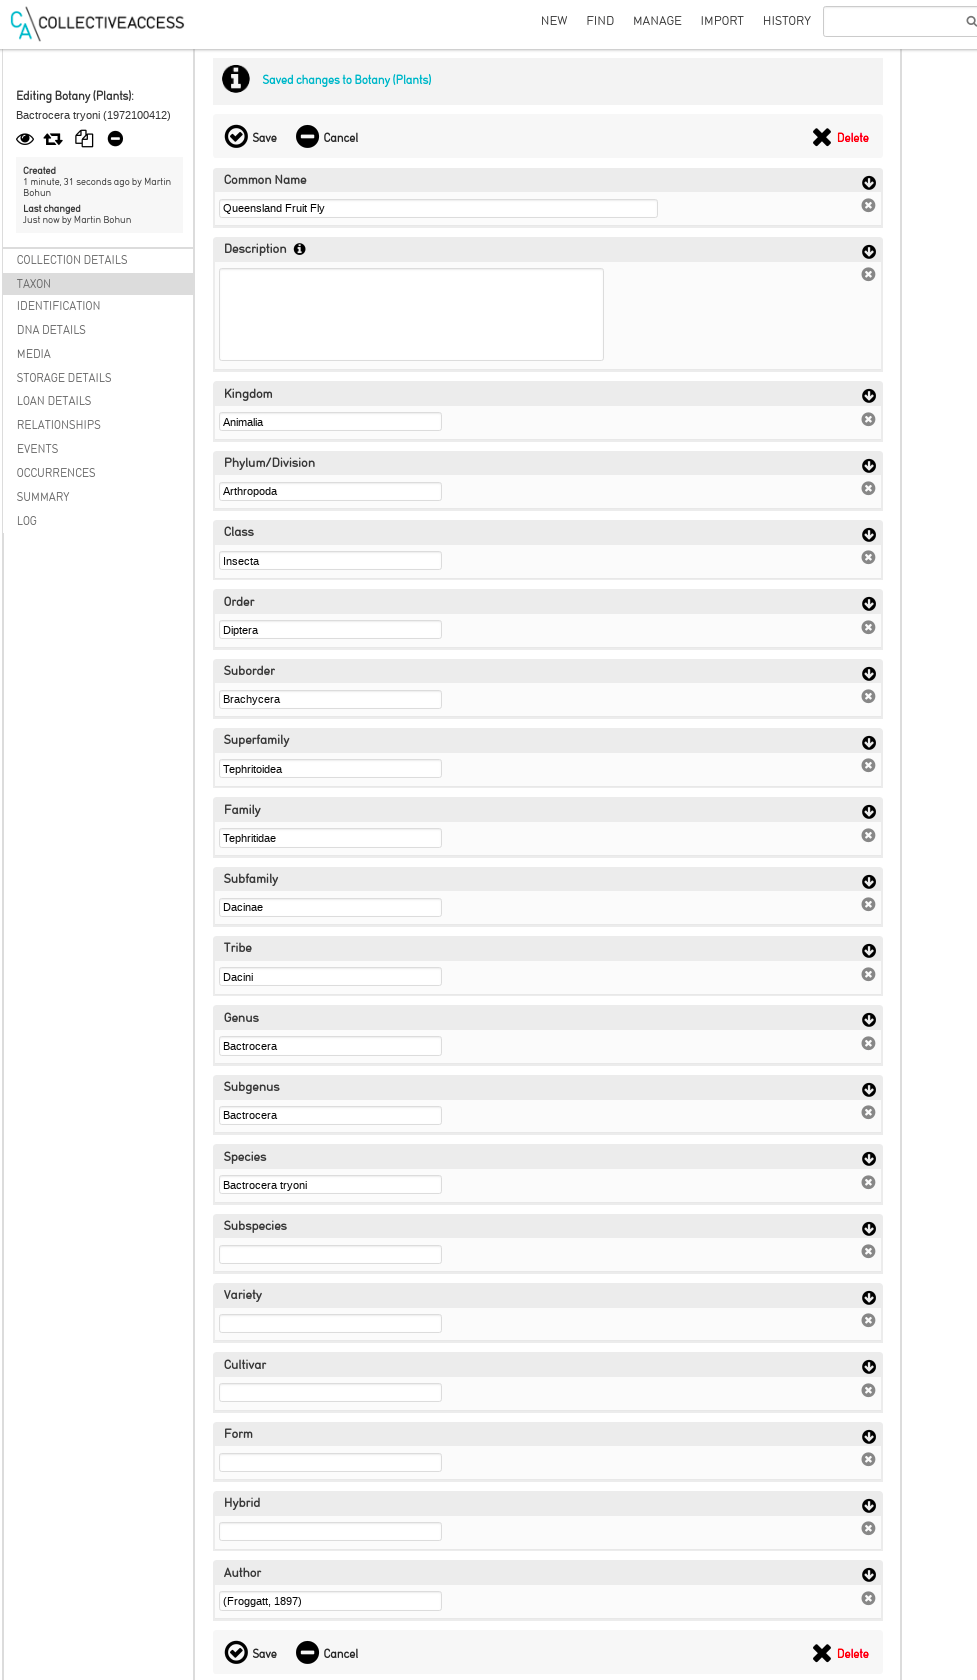 CA COLLECTIVEACCESS
NEW FIND MANAGE IMPORT HISTORY
Editing Botany (Plants):
Bactrocera tryoni (1972100412)
Created
1 minute, 31 seconds ago by Martin
Bohun
Last changed
Just now by Martin Bohun
COLLECTION DETAILS
TAXON
IDENTIFICATION
DNA DETAILS
MEDIA
STORAGE DETAILS
LOAN DETAILS
RELATIONSHIPS
EVENTS
OCCURRENCES
SUMMARY
LOG
Saved changes to Botany (Plants)
Save Cancel Delete
Common Name
Queensland Fruit Fly
Description
Kingdom
Animalia
Phylum/Division
Arthropoda
Class
Insecta
Order
Diptera
Suborder
Brachycera
Superfamily
Tephritoidea
Family
Tephritidae
Subfamily
Dacinae
Tribe
Dacini
Genus
Bactrocera
Subgenus
Bactrocera
Species
Bactrocera tryoni
Subspecies
Variety
Cultivar
Form
Hybrid
Author
(Froggatt, 1897)
Save Cancel Delete